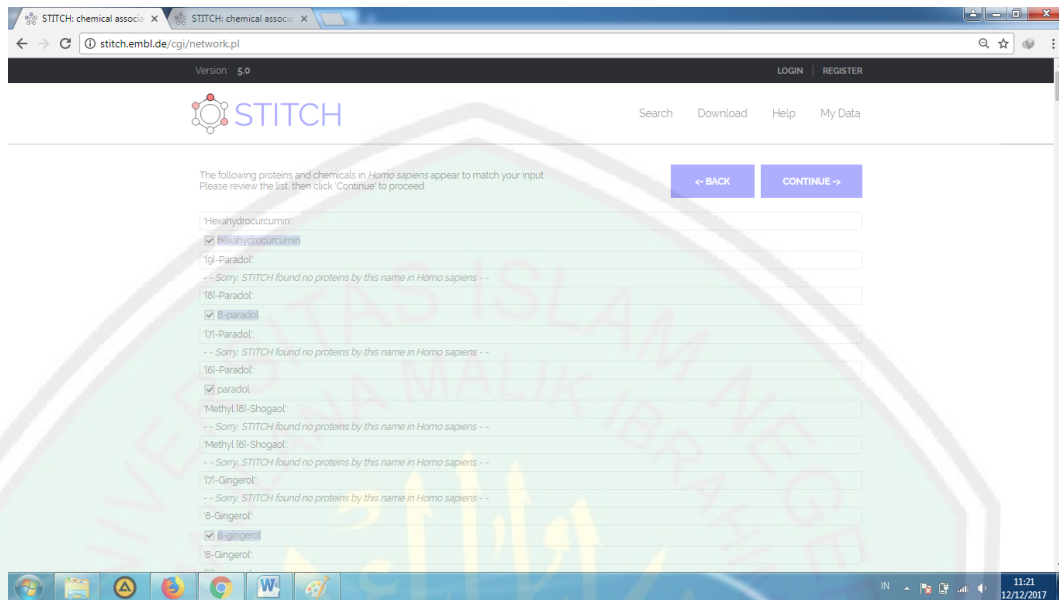 STITCH: chemical associa
STITCH: chemical associa
stitch.embl.de/cgi/network.pl
Version: 5.0
LOGIN | REGISTER
STITCH
Search Download Help My Data
The following proteins and chemicals in Homo sapiens appear to match your input.
Please review the list, then click 'Continue' to proceed.
<- BACK
CONTINUE ->
'Hexahydrocurcumin':
hexahydrocurcumin
'[9]-Paradol':
- - Sorry, STITCH found no proteins by this name in Homo sapiens - -
'[8]-Paradol':
8-paradol
'[7]-Paradol':
- - Sorry, STITCH found no proteins by this name in Homo sapiens - -
'[6]-Paradol':
paradol
'Methyl [8]-Shogaol':
- - Sorry, STITCH found no proteins by this name in Homo sapiens - -
'Methyl [6]-Shogaol':
- - Sorry, STITCH found no proteins by this name in Homo sapiens - -
'[7]-Gingerol':
- - Sorry, STITCH found no proteins by this name in Homo sapiens - -
'8-Gingerol':
8-gingerol
'6-Gingerol':
IN
11:21
12/12/2017